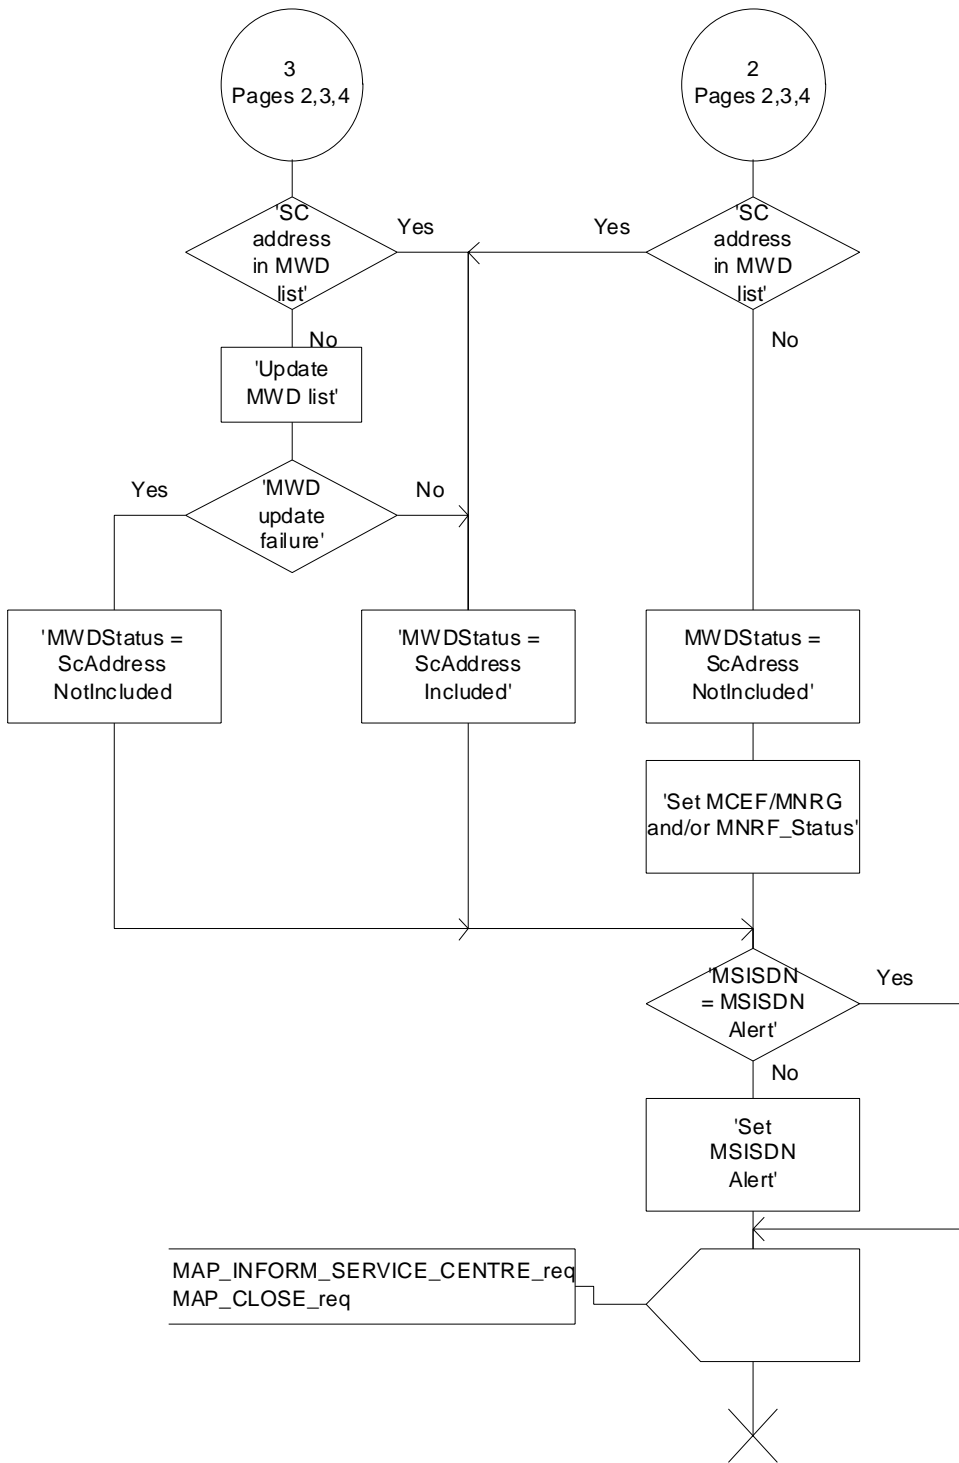 3
Pages 2,3,4
2
Pages 2,3,4
'SC
address
in MWD
list'
Yes
Yes
'SC
address
in MWD
list'
No
No
'Update
MWD list'
Yes
'MWD
update
failure'
No
'MWDStatus =
ScAddress
NotIncluded
'MWDStatus =
ScAddress
Included'
MWDStatus =
ScAdress
NotIncluded'
'Set MCEF/MNRG
and/or MNRF_Status'
'MSISDN
= MSISDN
Alert'
Yes
No
'Set
MSISDN
Alert'
MAP_INFORM_SERVICE_CENTRE_req
MAP_CLOSE_req